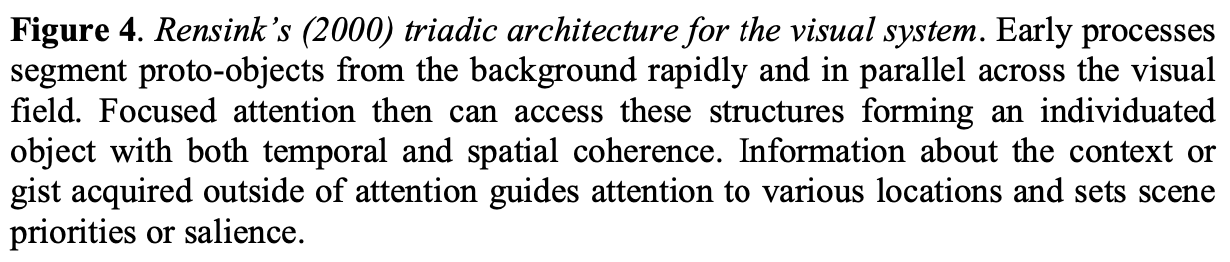 Figure 4. Rensink's (2000) triadic architecture for the visual system. Early processes
segment proto-objects from the background rapidly and in parallel across the visual
field. Focused attention then can access these structures forming an individuated
object with both temporal and spatial coherence. Information about the context or
gist acquired outside of attention guides attention to various locations and sets scene
priorities or salience.